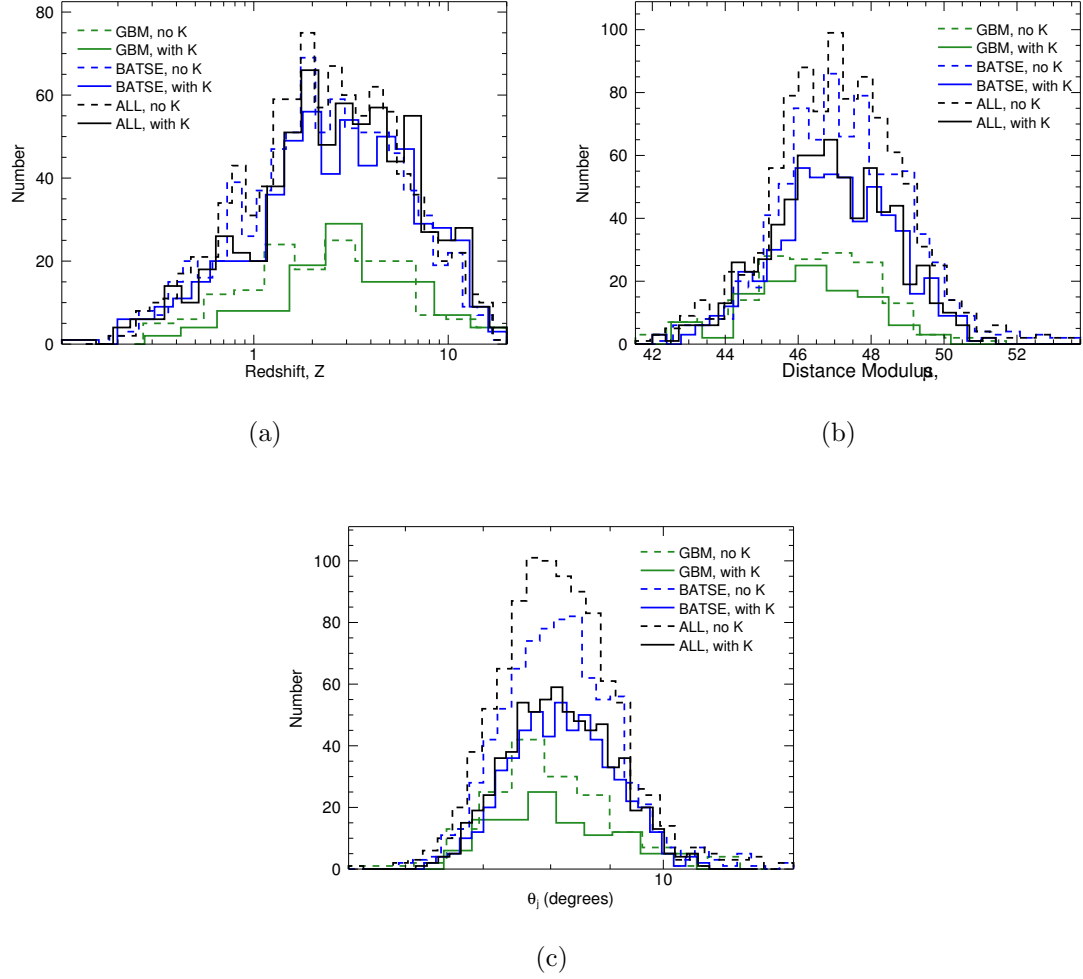 80
60
40
20
0
Number
GBM, no K
GBM, with K
BATSE, no K
BATSE, with K
ALL, no K
ALL, with K
1
10
Redshift, Z
(a)
100
80
60
40
20
0
Number
GBM, no K
GBM, with K
BATSE, no K
BATSE, with K
ALL, no K
ALL, with K
42
44
46
48
50
52
Distance Modulus, μ
(b)
100
80
60
40
20
0
Number
GBM, no K
GBM, with K
BATSE, no K
BATSE, with K
ALL, no K
ALL, with K
10
θj (degrees)
(c)